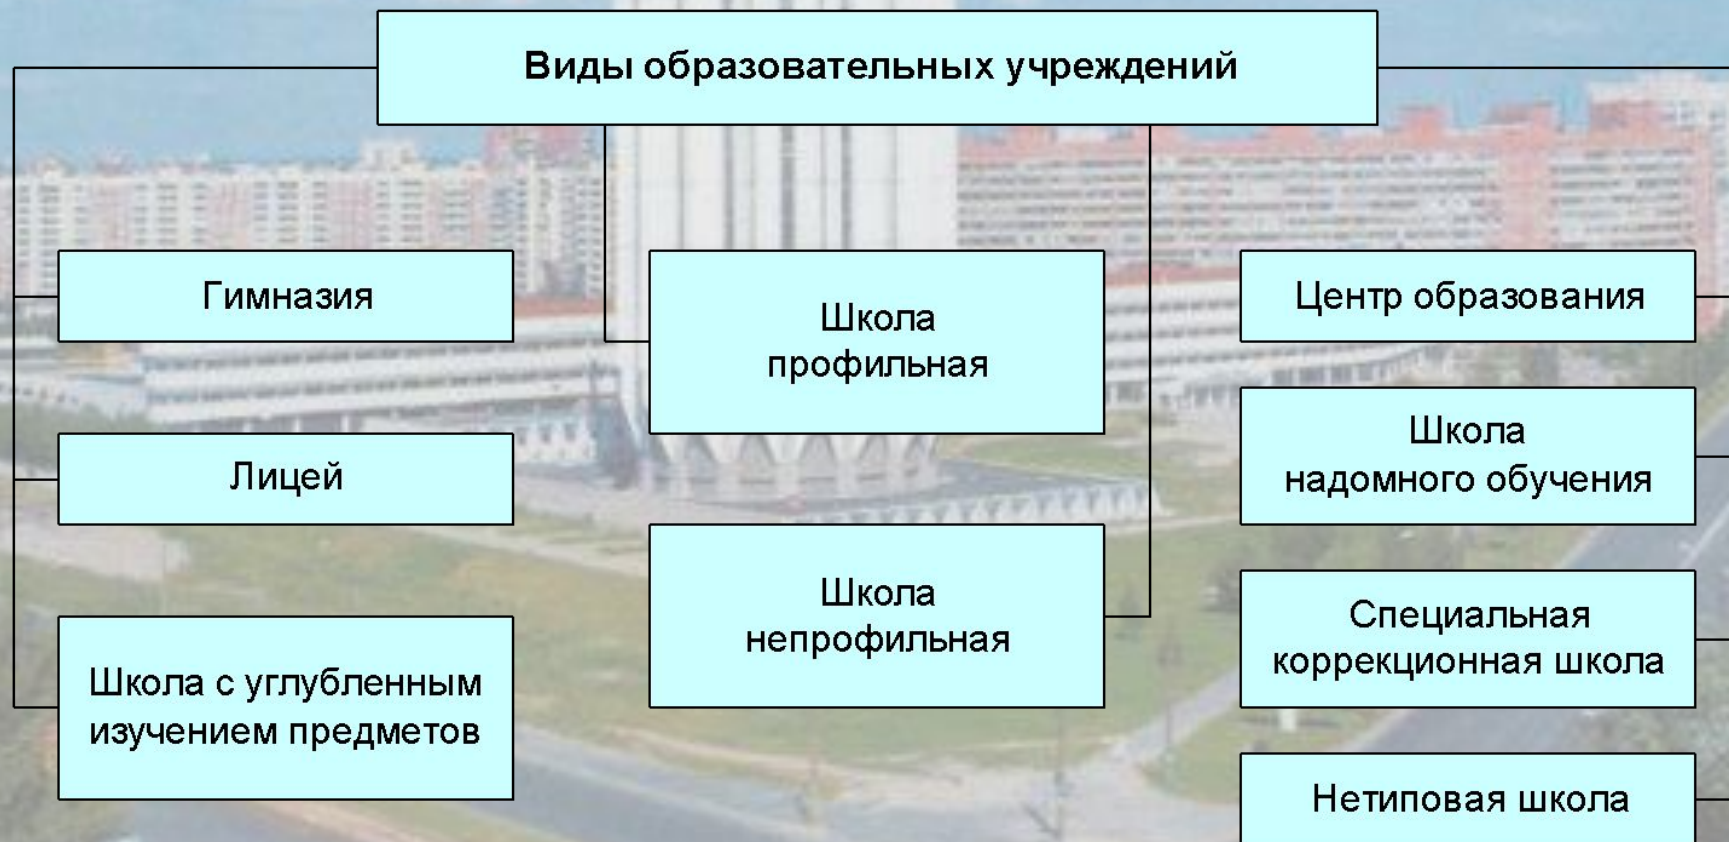 Виды образовательных учреждений
Гимназия
Лицей
Школа с углубленным
изучением предметов
Школа
профильная
Школа
непрофильная
Центр образования
Школа
надомного обучения
Специальная
коррекционная школа
Нетиповая школа